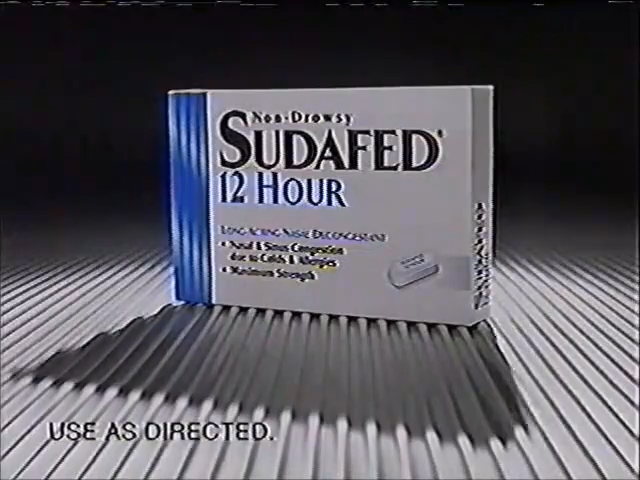 Non-Drowsy
SUDAFED®
12 HOUR
LONG-ACTING NASAL DECONGESTANT
• Nasal & Sinus Congestion
due to Colds & Allergies
• Maximum Strength
USE AS DIRECTED.